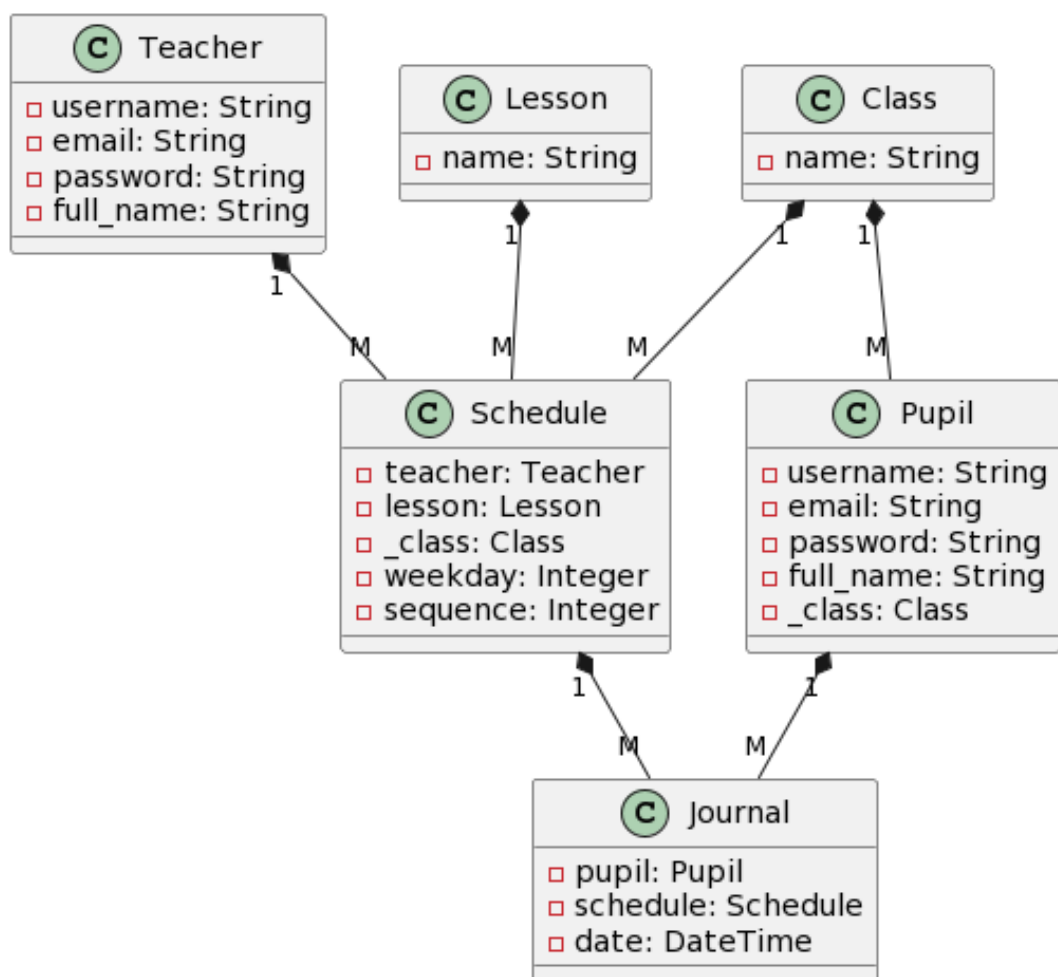 C Teacher
username: String
email: String
password: String
full_name: String
C Lesson
name: String
C Class
name: String
1
1
1
1
M
M
M
M
C Schedule
teacher: Teacher
lesson: Lesson
_class: Class
weekday: Integer
sequence: Integer
C Pupil
username: String
email: String
password: String
full_name: String
_class: Class
1
1
M
M
C Journal
pupil: Pupil
schedule: Schedule
date: DateTime